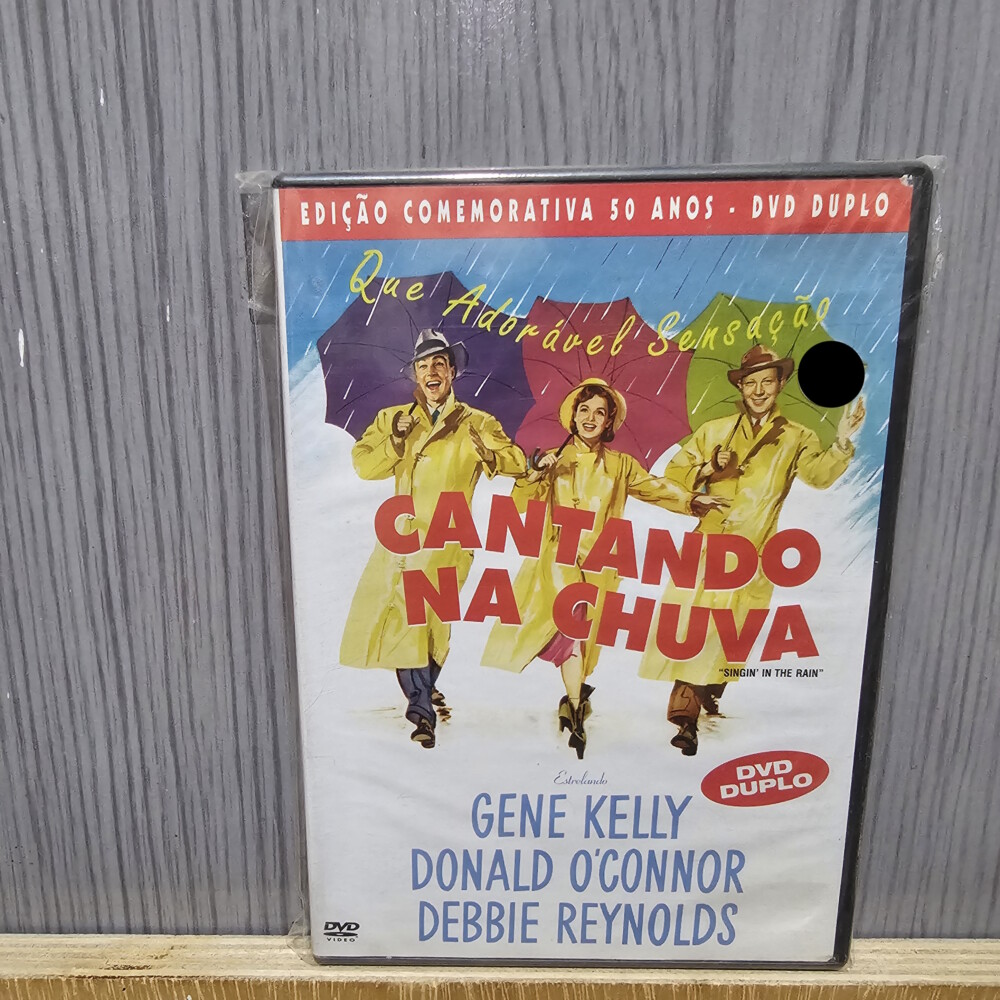 EDIÇÃO COMEMORATIVA 50 ANOS - DVD DUPLO
Que Adorável Sensação
CANTANDO
NA CHUVA
"SINGIN' IN THE RAIN"
DVD
DUPLO
Estrelando
GENE KELLY
DONALD O'CONNOR
DEBBIE REYNOLDS
DVD
VIDEO